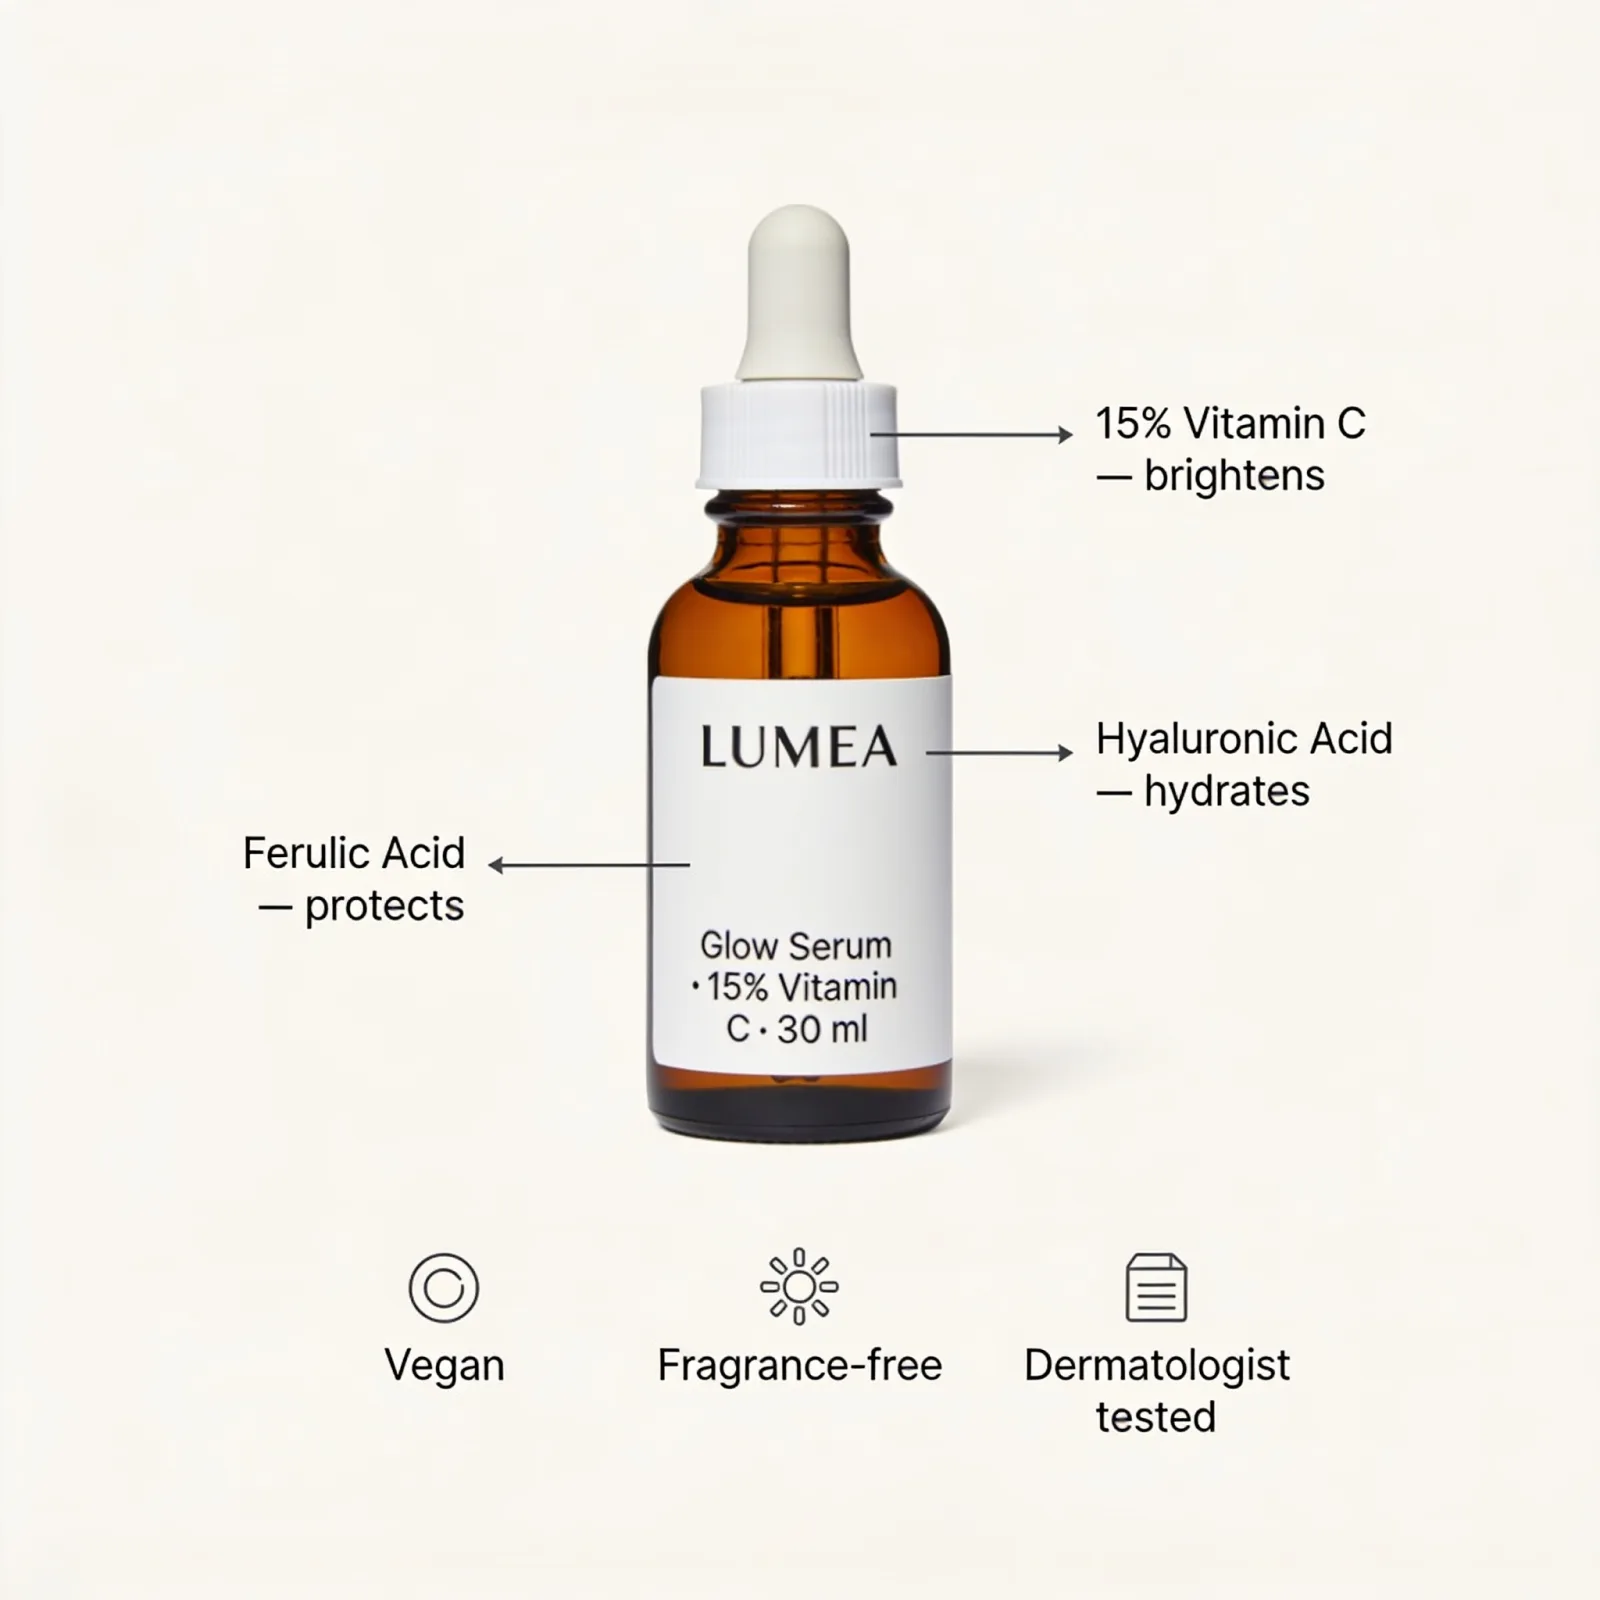 15% Vitamin C
— brightens
LUMEA
Hyaluronic Acid
— hydrates
Ferulic Acid
— protects
Glow Serum
· 15% Vitamin
C · 30 ml
Vegan
Fragrance-free
Dermatologist
tested